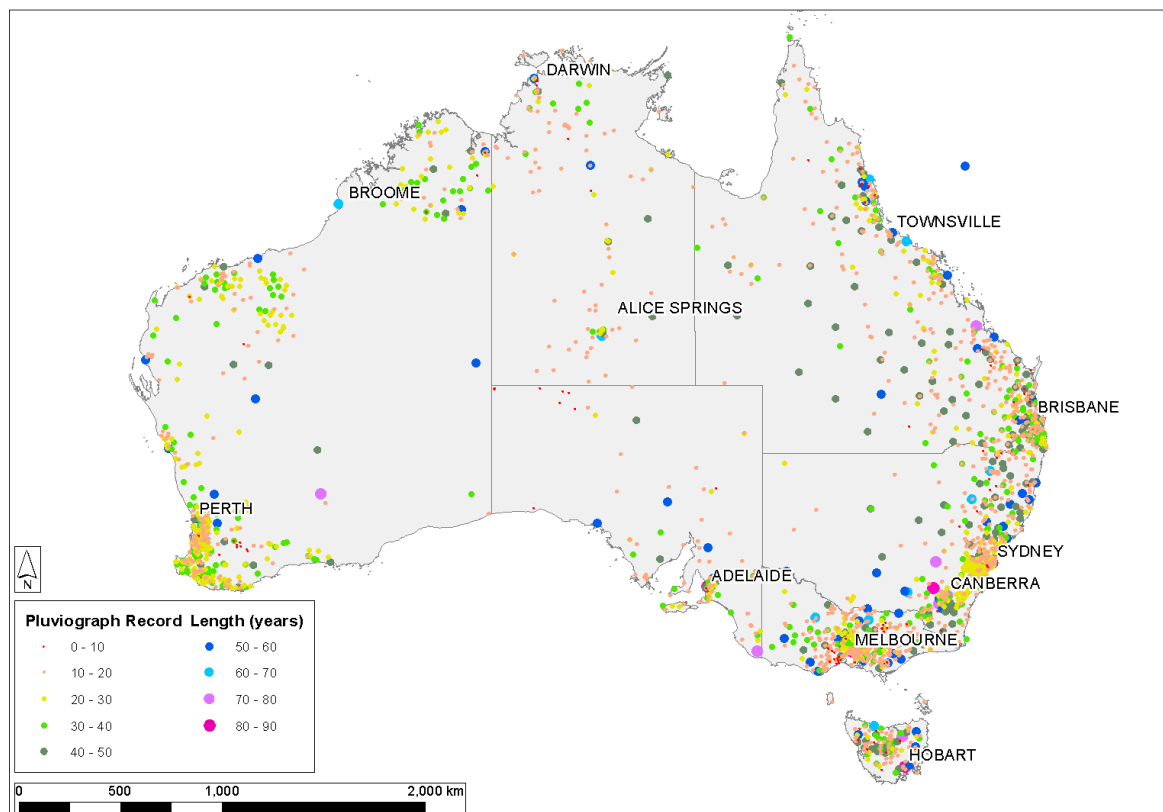 DARWIN
BROOME
TOWNSVILLE
ALICE SPRINGS
BRISBANE
PERTH
SYDNEY
ADELAIDE
CANBERRA
MELBOURNE
HOBART
N
Pluviograph Record Length (years)
0 - 10
10 - 20
20 - 30
30 - 40
40 - 50
50 - 60
60 - 70
70 - 80
80 - 90
0 500 1,000 2,000 km